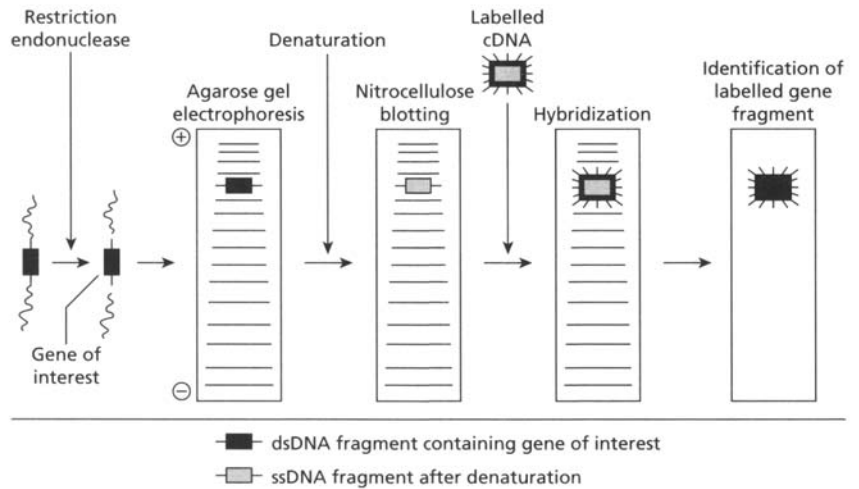 Restriction
endonuclease
Denaturation
Labelled
cDNA
Agarose gel
electrophoresis
Nitrocellulose
blotting
Hybridization
Identification of
labelled gene
fragment
+
Gene of
interest
−
dsDNA fragment containing gene of interest
ssDNA fragment after denaturation